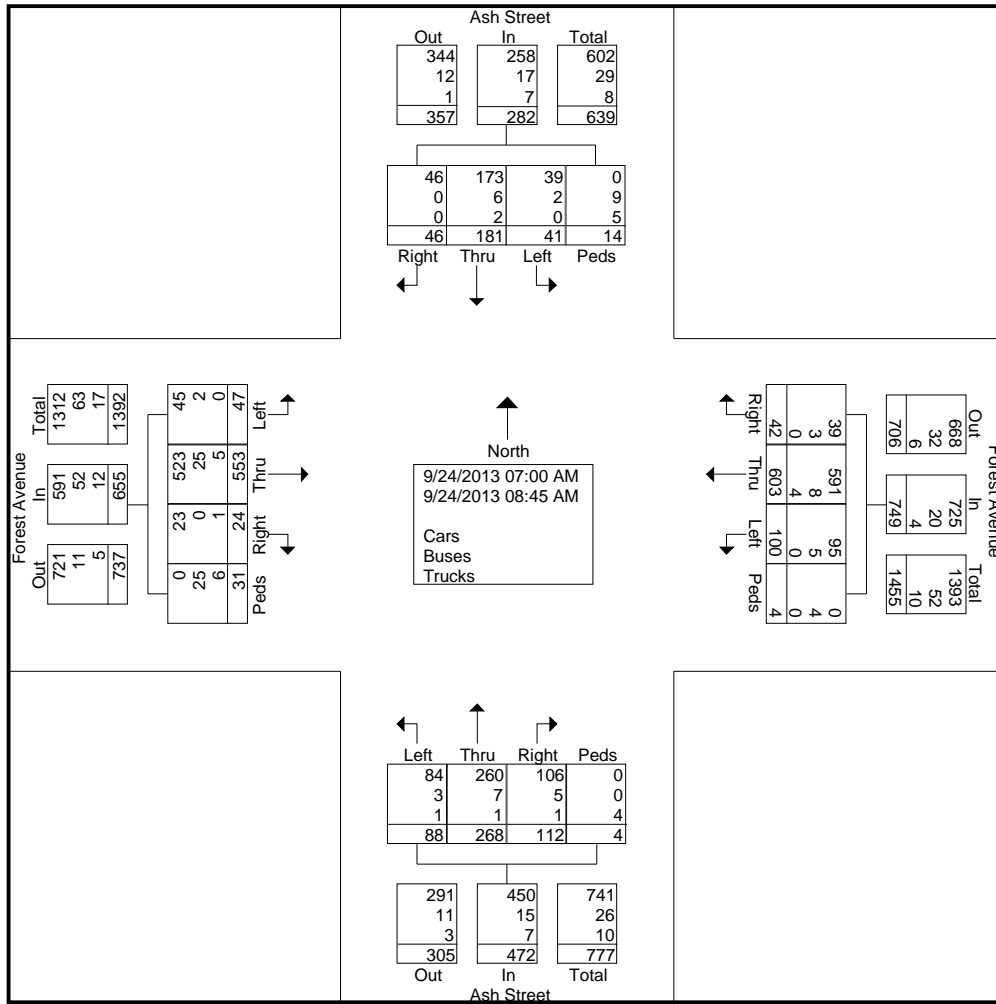 Ash Street
Out In Total
344 258 602
12 17 29
1 7 8
357 282 639
46 173 39 0
0 6 2 9
0 2 0 5
46 181 41 14
Right Thru Left Peds
Forest Avenue
Total In Out
1312 591 721
63 52 11
17 12 5
1392 655 737
45 523 23 0
2 25 0 25
0 5 1 6
47 553 24 31
Left Thru Right Peds
North
9/24/2013 07:00 AM
9/24/2013 08:45 AM
Cars
Buses
Trucks
Right Thru Left Peds
39 591 95 0
3 8 5 4
0 4 0 0
42 603 100 4
Forest Avenue
Out In Total
668 725 1393
32 20 52
6 4 10
706 749 1455
Left Thru Right Peds
84 260 106 0
3 7 5 0
1 1 1 4
88 268 112 4
291 450 741
11 15 26
3 7 10
305 472 777
Out In Total
Ash Street